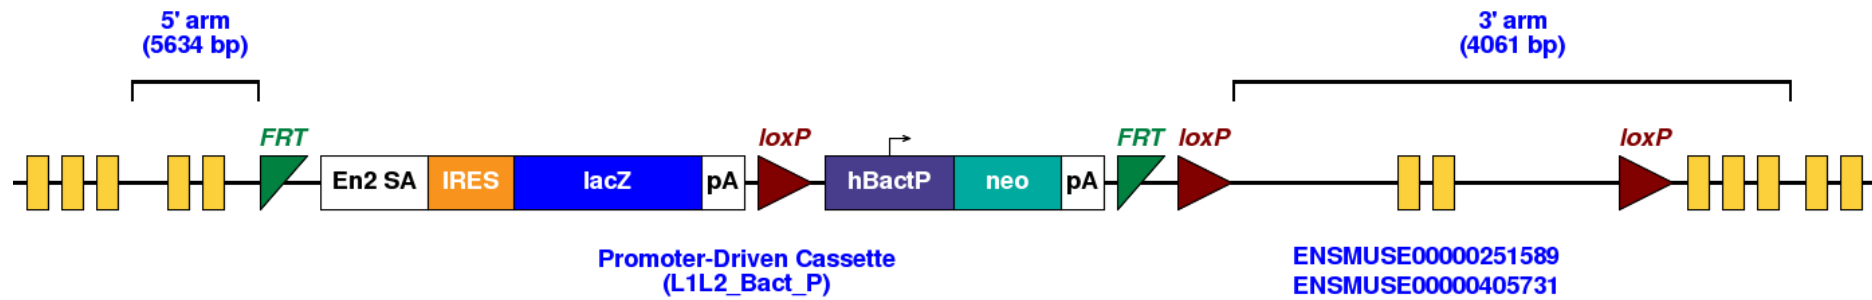 5' arm
(5634 bp)
3' arm
(4061 bp)
FRT
loxP
FRT
loxP
loxP
En2 SA
IRES
lacZ
pA
hBactP
neo
pA
Promoter-Driven Cassette
(L1L2_Bact_P)
ENSMUSE00000251589
ENSMUSE00000405731